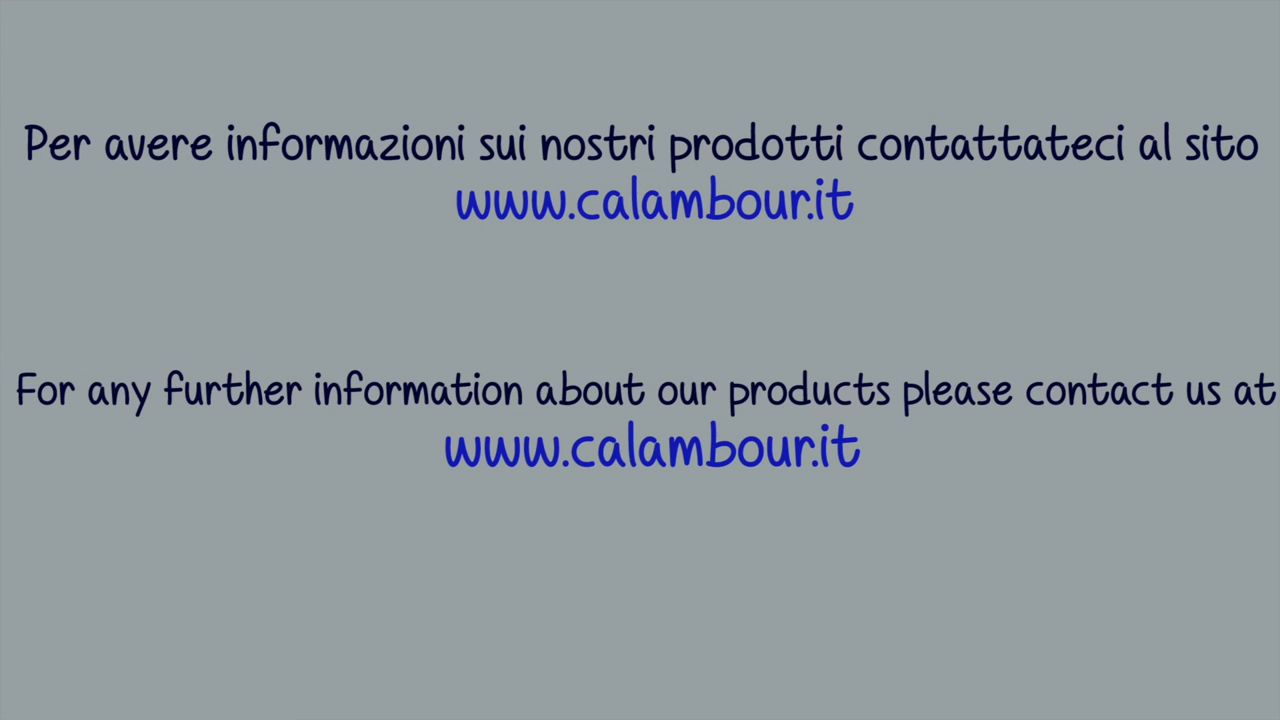 Per avere informazioni sui nostri prodotti contattateci al sito
www.calambour.it
For any further information about our products please contact us at
www.calambour.it